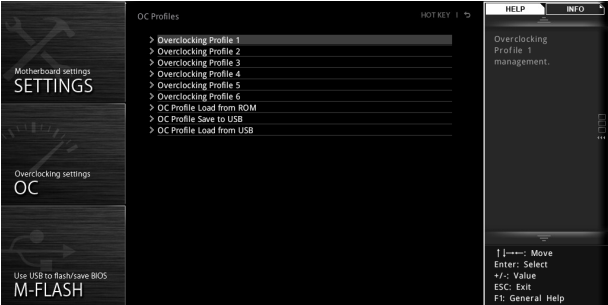 Motherboard settings
SETTINGS
Overclocking settings
OC
Use USB to flash/save BIOS
M-FLASH
OC Profiles
HOT KEY |
> Overclocking Profile 1
> Overclocking Profile 2
> Overclocking Profile 3
> Overclocking Profile 4
> Overclocking Profile 5
> Overclocking Profile 6
> OC Profile Load from ROM
> OC Profile Save to USB
> OC Profile Load from USB
HELP
INFO
Overclocking
Profile 1
management.
↑↓→←: Move
Enter: Select
+/-: Value
ESC: Exit
F1: General Help